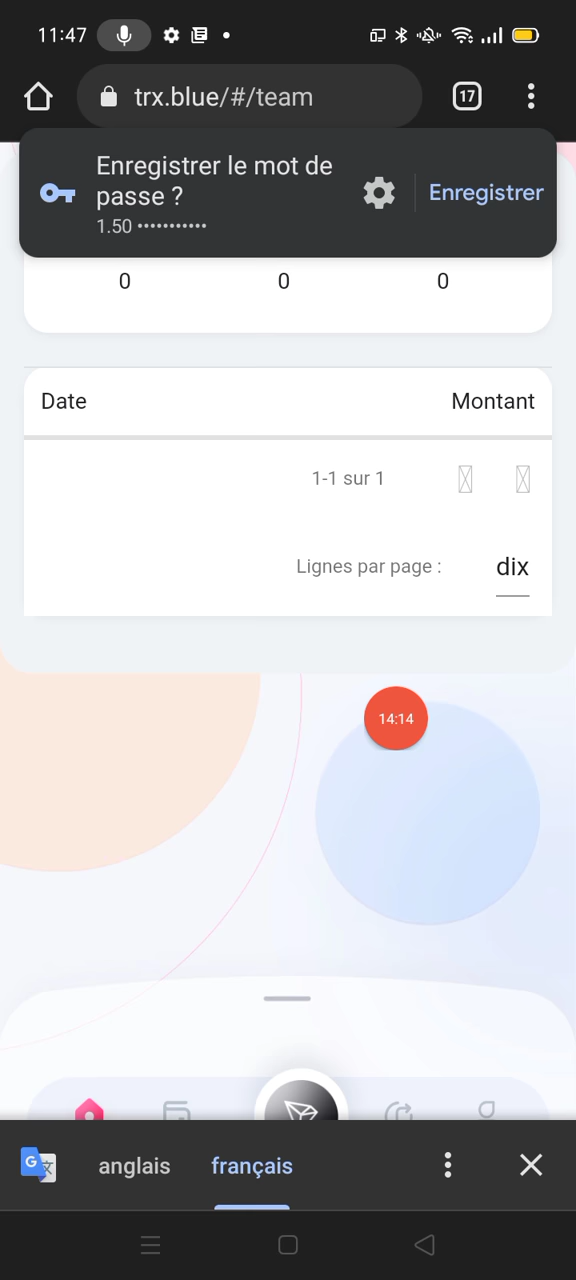 11:47
trx.blue/#/team
17
Enregistrer le mot de
passe ?
1.50 •••••••••••
Enregistrer
0 0 0
Date Montant
1-1 sur 1
Lignes par page : dix
14:14
G 文
anglais français